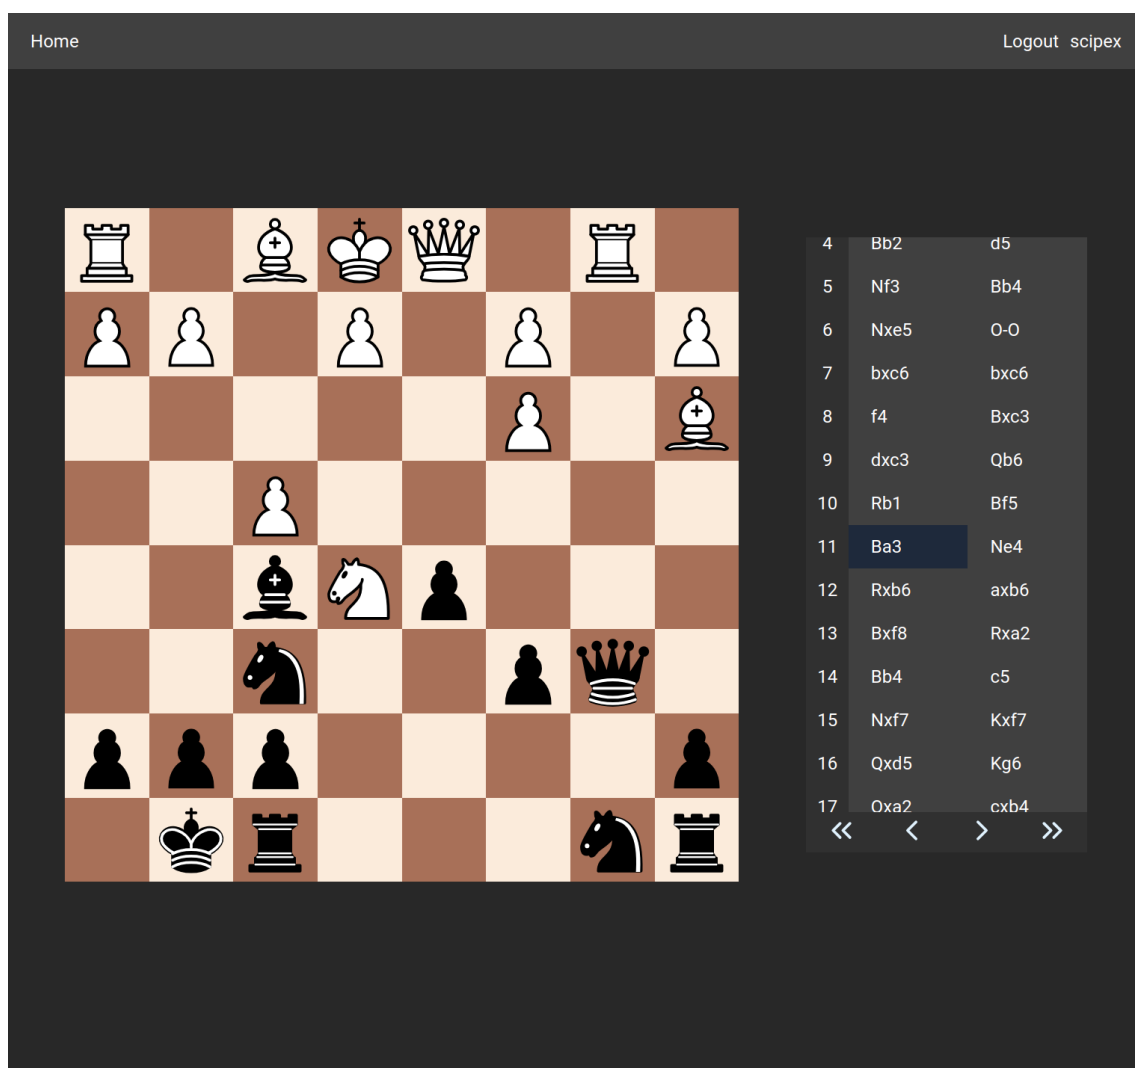 Home Logout scipex
4 Bb2 d5
5 Nf3 Bb4
6 Nxe5 O-O
7 bxc6 bxc6
8 f4 Bxc3
9 dxc3 Qb6
10 Rb1 Bf5
11 Ba3 Ne4
12 Rxb6 axb6
13 Bxf8 Rxa2
14 Bb4 c5
15 Nxf7 Kxf7
16 Qxd5 Kg6
17 Qxa2 cxb4